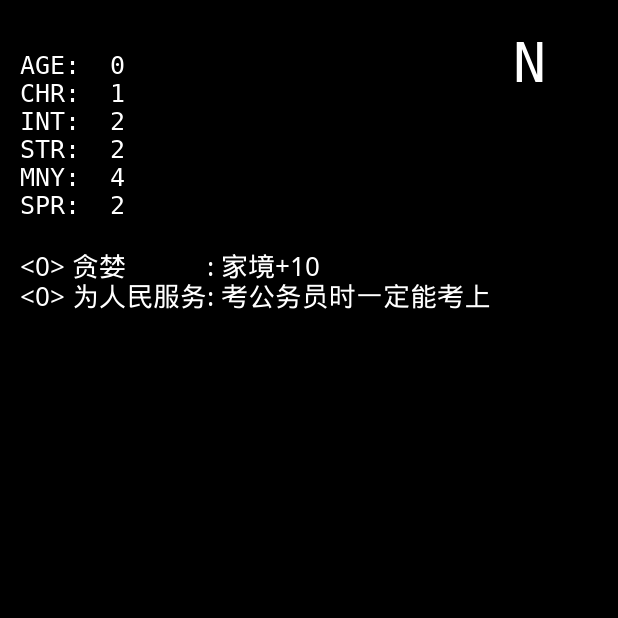 N
AGE: 0
CHR: 1
INT: 2
STR: 2
MNY: 4
SPR: 2
<0> 贪婪 : 家境+10
<0> 为人民服务: 考公务员时一定能考上